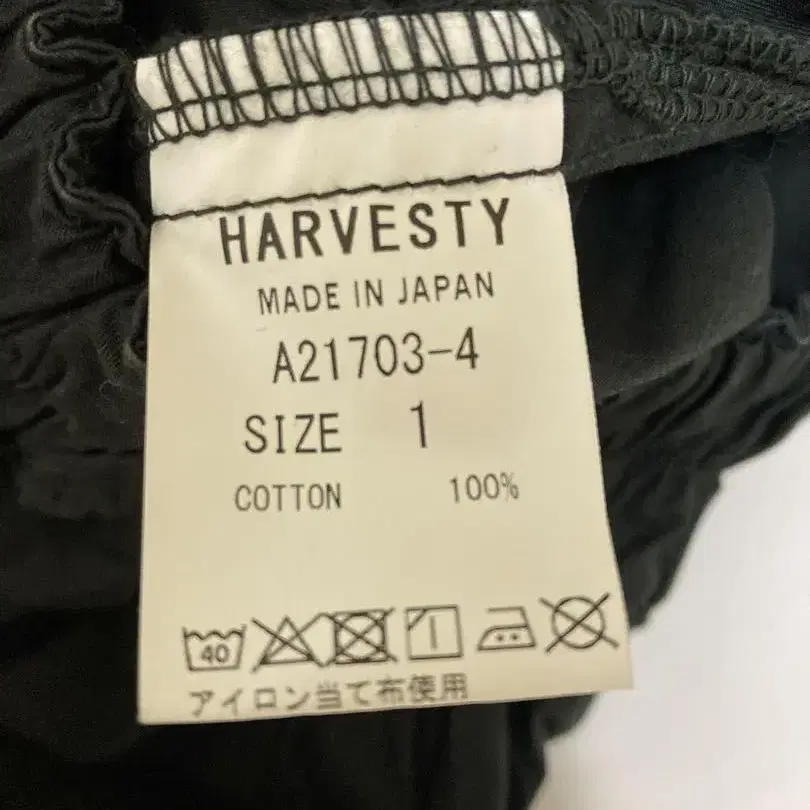 HARVESTY
MADE IN JAPAN
A21703-4
SIZE 1
COTTON 100%
40
アイロン当て布使用